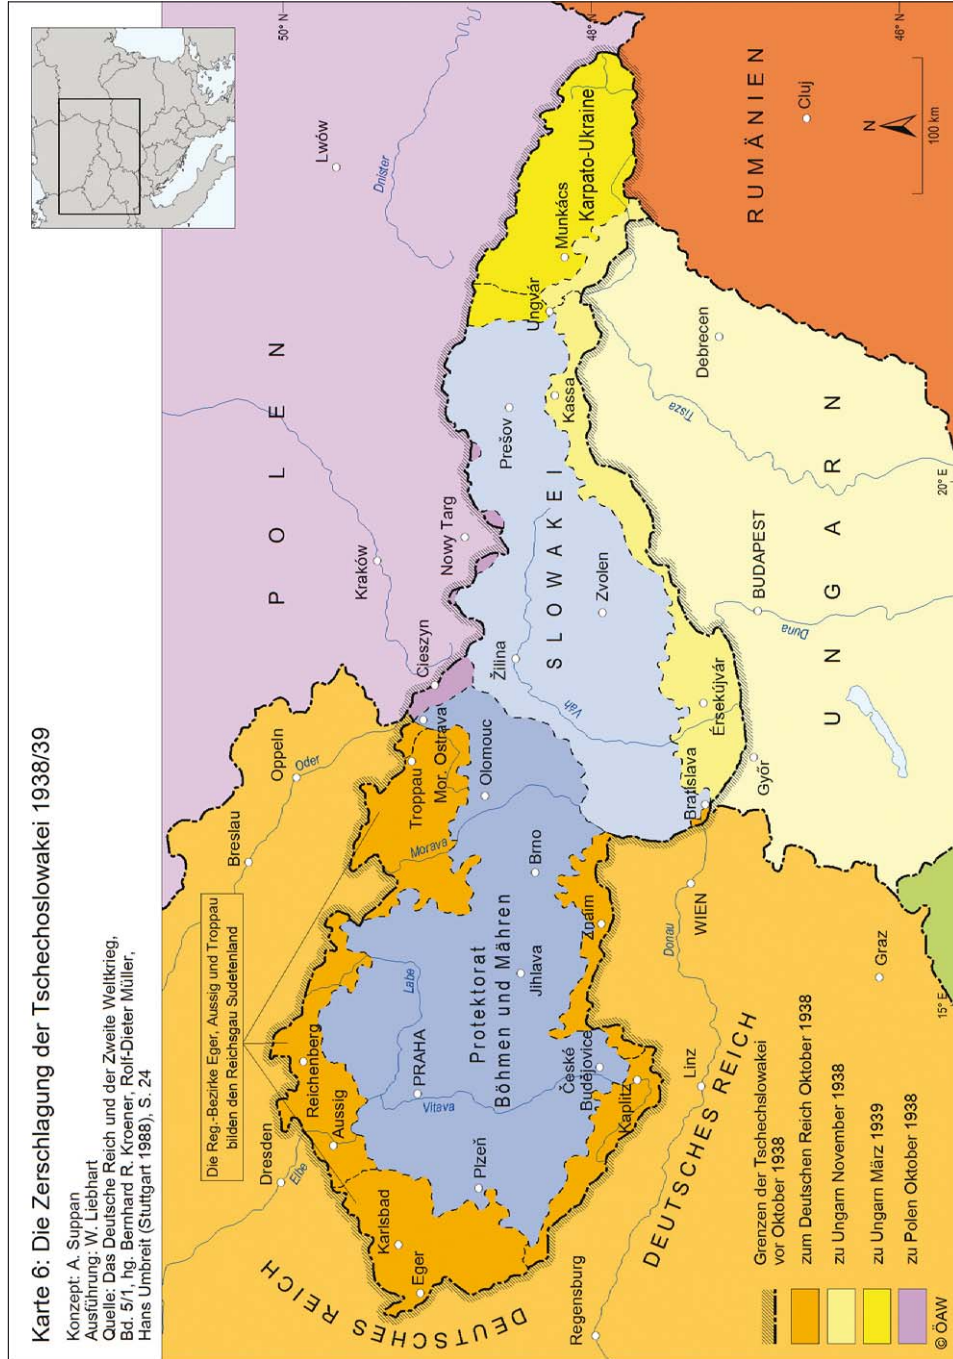 Karte 6: Die Zerschlagung der Tschechoslowakei 1938/39
Konzept: A. Suppan
Ausführung: W. Liebhart
Quelle: Das Deutsche Reich und der Zweite Weltkrieg,
Bd. 5/1, hg. Bernhard R. Kroener, Rolf-Dieter Müller,
Hans Umbreit (Stuttgart 1988), S. 24
Die Reg.-Bezirke Eger, Aussig und Troppau
bilden den Reichsgau Sudetenland
50° N
48° N
46° N
15° E
20° E
POLEN
Lwów
Dnister
Kraków
Nowy Targ
Cieszyn
Oppeln
Oder
Breslau
Dresden
Elbe
Reichenberg
Aussig
Karlsbad
Eger
DEUTSCHES REICH
Troppau
Mor. Ostrava
Olomouc
Morava
Labe
PRAHA
Vltava
Plzeň
Protektorat
Böhmen und Mähren
Jihlava
Brno
České
Budějovice
Kaplitz
Znaim
Žilina
Váh
SLOWAKEI
Zvolen
Prešov
Kassa
Ungvár
Munkács
Karpato-Ukraine
Bratislava
Érsekújvár
Győr
BUDAPEST
Duna
UNGARN
Tisza
Debrecen
RUMÄNIEN
Cluj
N
100 km
Regensburg
DEUTSCHES REICH
Linz
Donau
WIEN
Graz
Grenzen der Tschechslowakei
vor Oktober 1938
zum Deutschen Reich Oktober 1938
zu Ungarn November 1938
zu Ungarn März 1939
zu Polen Oktober 1938
© ÖAW